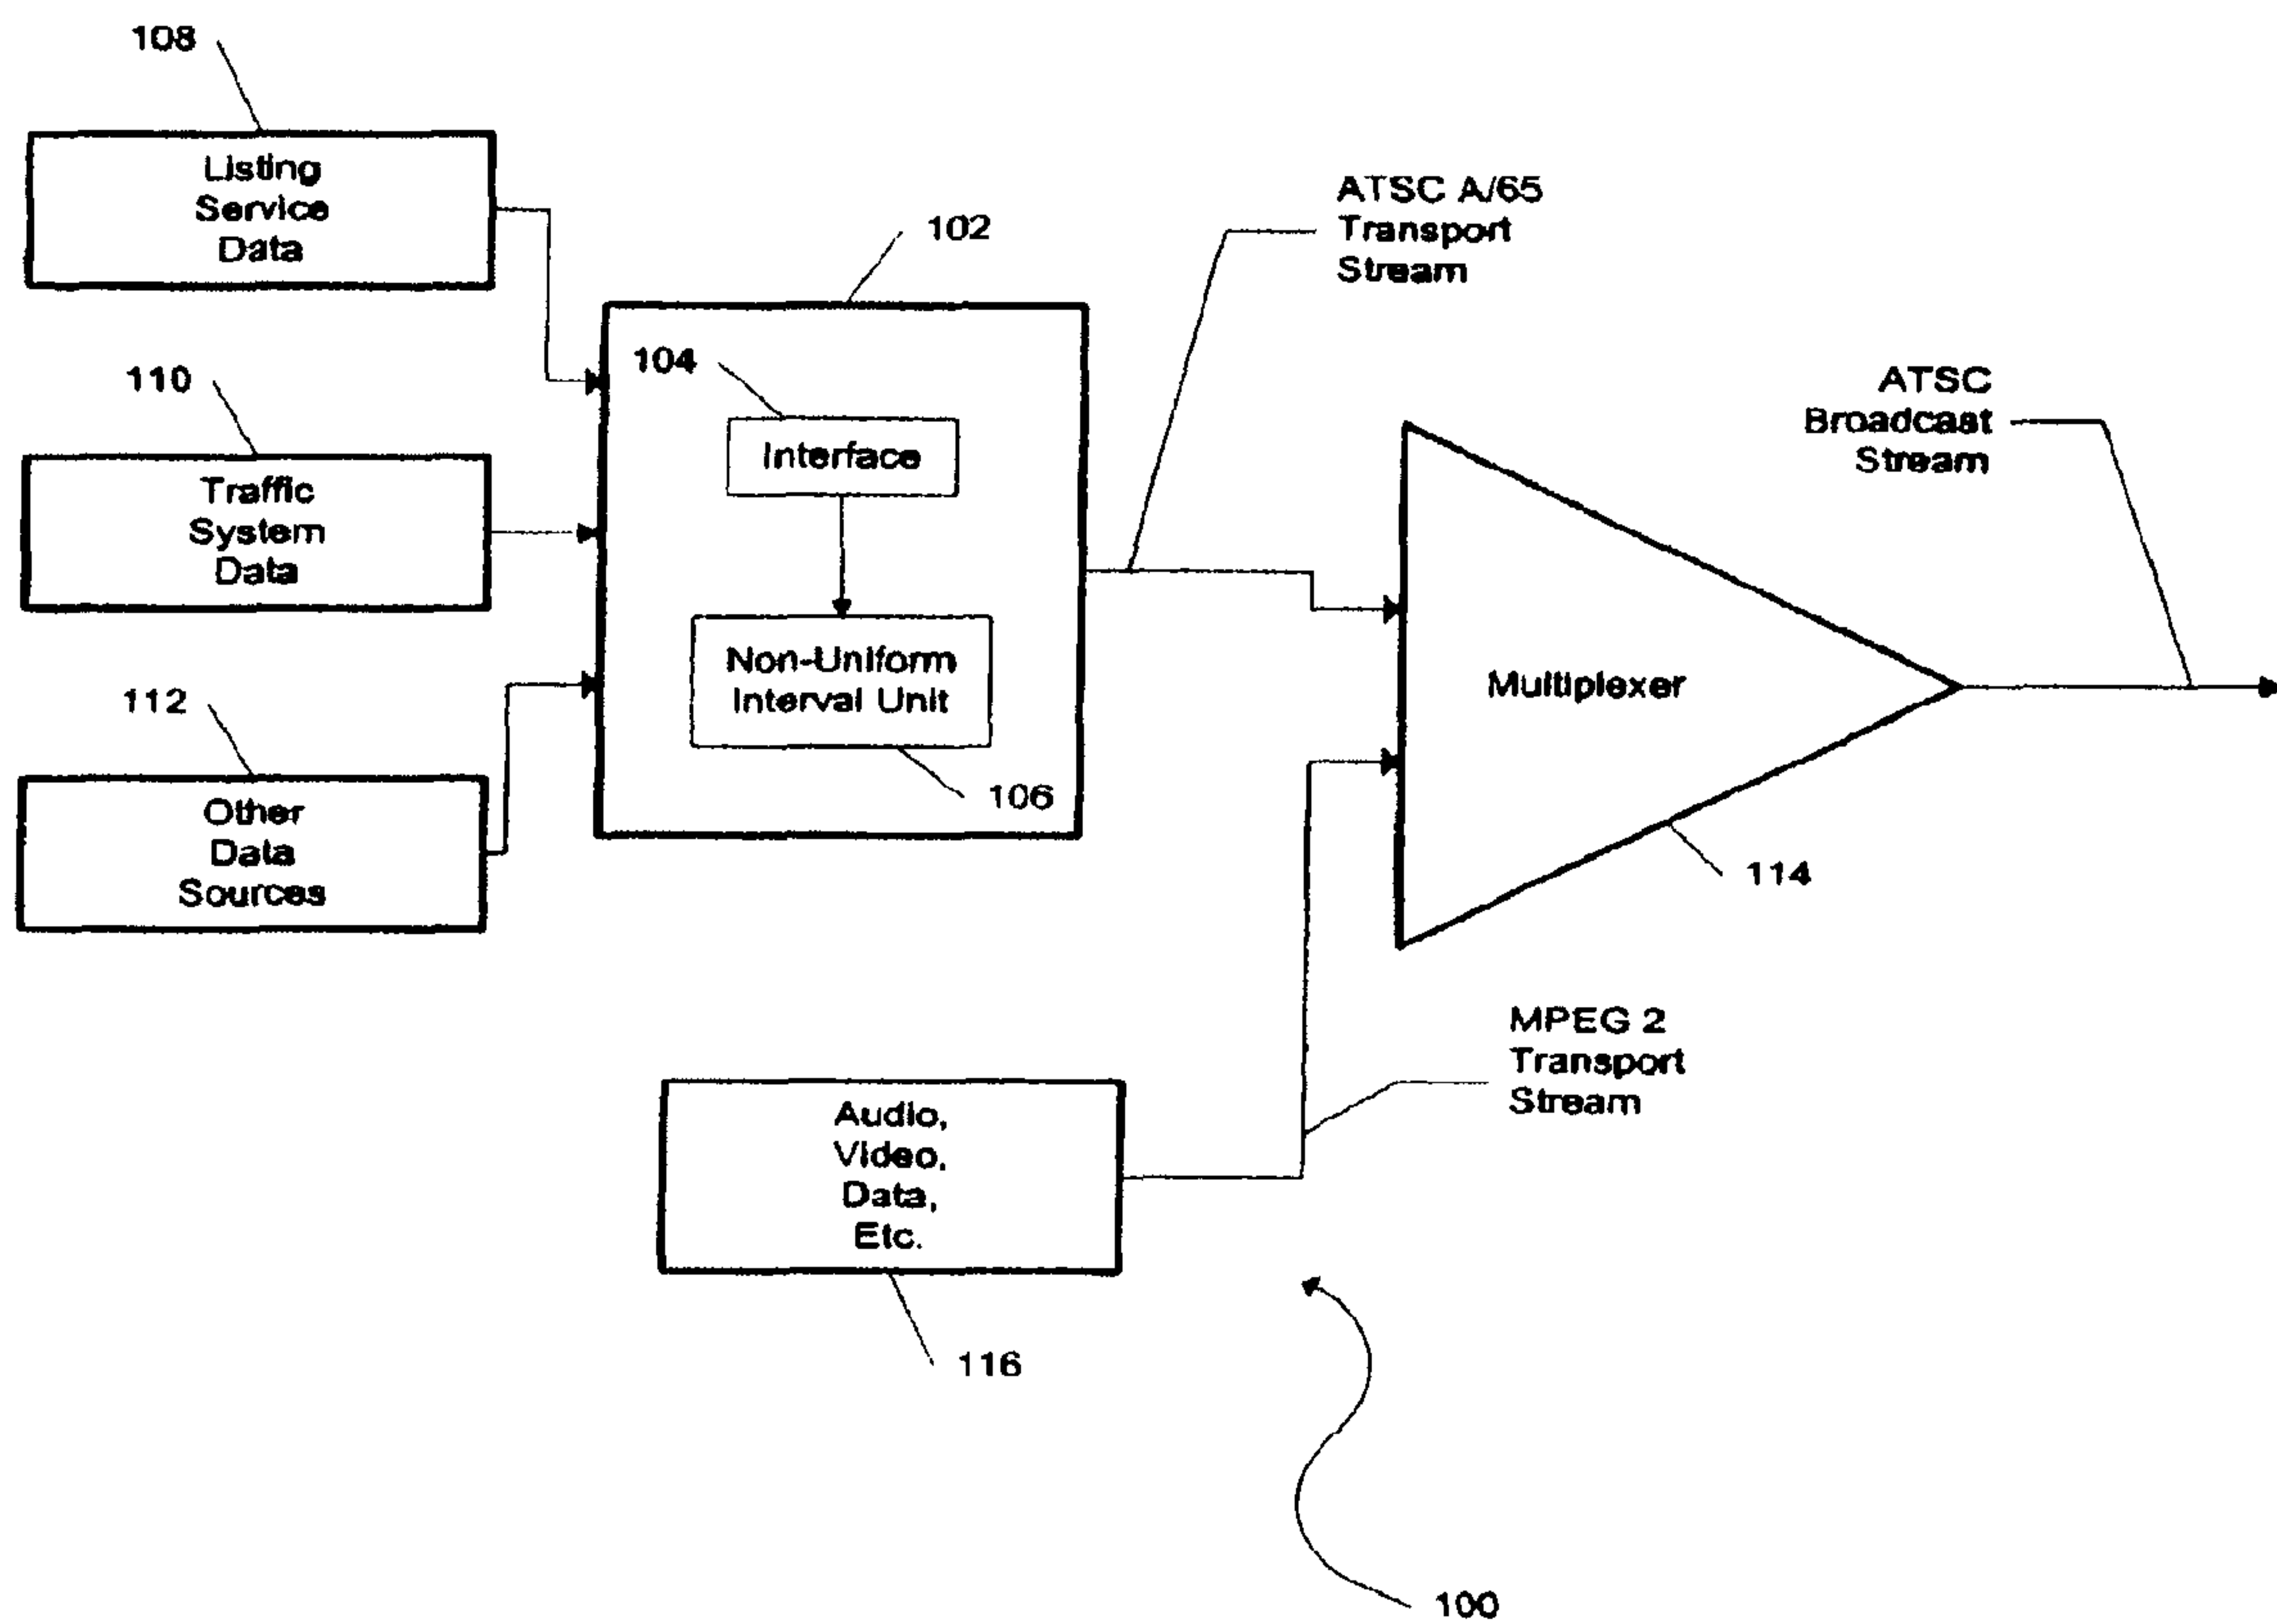 108
Listing
Service
Data
102
ATSC A/65
Transport
Stream
104
110
ATSC
Broadcast
Stream
Interface
Traffic
System
Data
Non-Uniform
Interval Unit
Multiplexer
112
106
Other
Data
Sources
114
MPEG 2
Transport
Stream
Audio,
Video,
Data,
Etc.
116
100